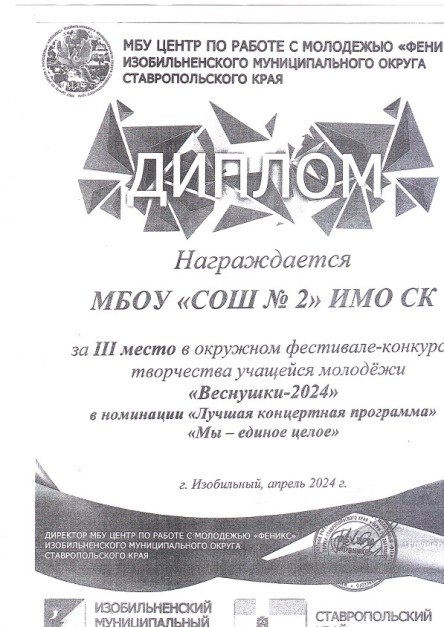 МБУ ЦЕНТР ПО РАБОТЕ С МОЛОДЕЖЬЮ «ФЕНИ
ИЗОБИЛЬНЕНСКОГО МУНИЦИПАЛЬНОГО ОКРУГА
СТАВРОПОЛЬСКОГО КРАЯ
ДИПЛОМ
Награждается
МБОУ «СОШ № 2» ИМО СК
за III место в окружном фестивале-конкурс
творчества учащейся молодёжи
«Веснушки-2024»
в номинации «Лучшая концертная программа»
«Мы – единое целое»
г. Изобильный, апрель 2024 г.
ДИРЕКТОР МБУ ЦЕНТР ПО РАБОТЕ С МОЛОДЕЖЬЮ «ФЕНИКС»
ИЗОБИЛЬНЕНСКОГО МУНИЦИПАЛЬНОГО ОКРУГА
СТАВРОПОЛЬСКОГО КРАЯ
ИЗОБИЛЬНЕНСКИЙ
МУНИЦИПАЛЬНЫЙ
СТАВРОПОЛЬСКИЙ